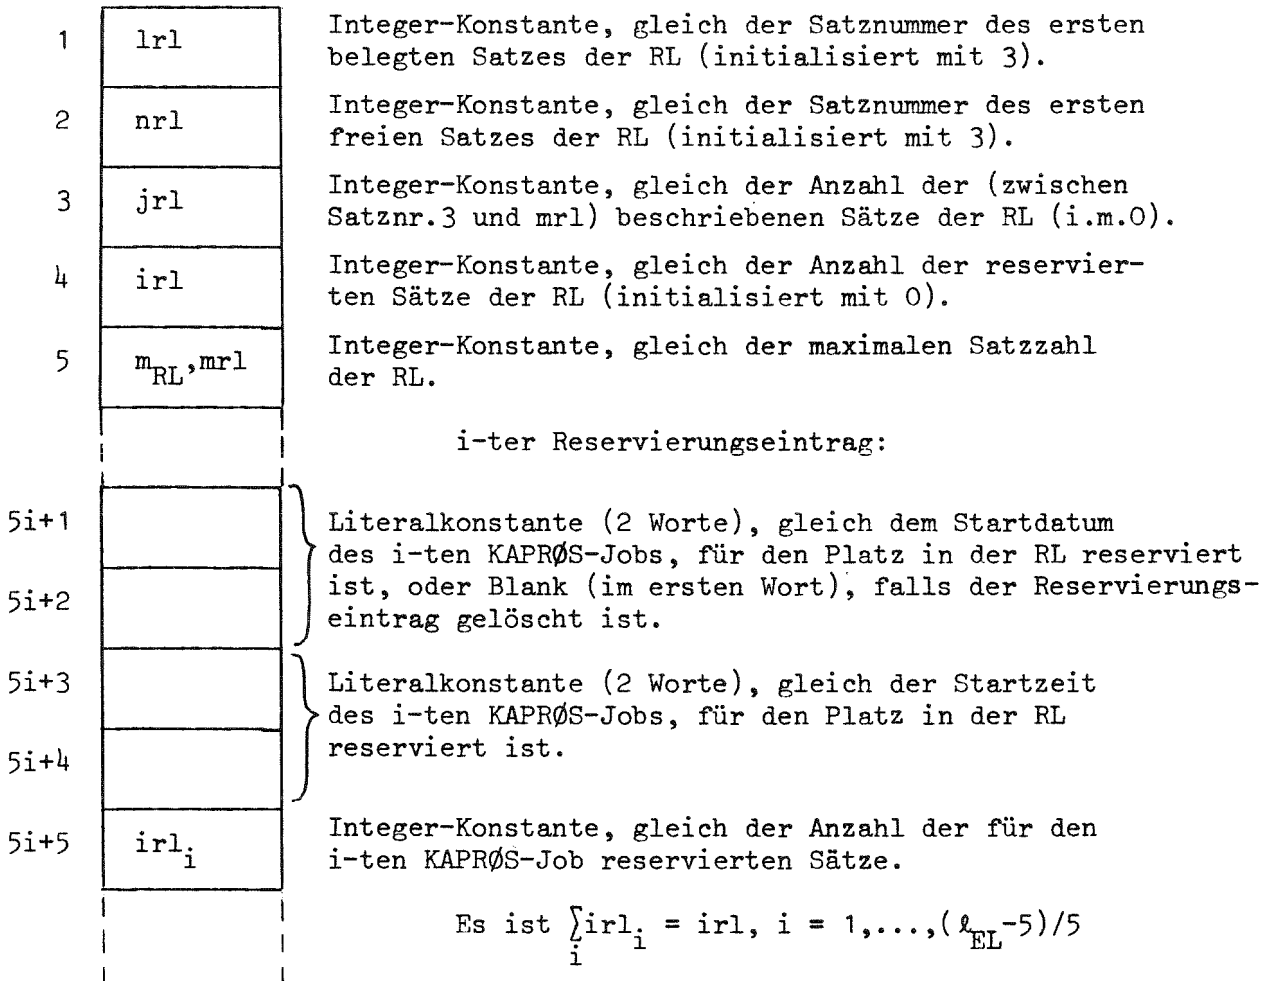 1 lrl Integer-Konstante, gleich der Satznummer des ersten
belegten Satzes der RL (initialisiert mit 3).
2 nrl Integer-Konstante, gleich der Satznummer des ersten
freien Satzes der RL (initialisiert mit 3).
3 jrl Integer-Konstante, gleich der Anzahl der (zwischen
Satznr.3 und mrl) beschriebenen Sätze der RL (i.m.O).
4 irl Integer-Konstante, gleich der Anzahl der reservier-
ten Sätze der RL (initialisiert mit O).
5 m_RL,mrl Integer-Konstante, gleich der maximalen Satzzahl
der RL.
i-ter Reservierungseintrag:
5i+1 Literalkonstante (2 Worte), gleich dem Startdatum
des i-ten KAPRØS-Jobs, für den Platz in der RL reserviert
5i+2 ist, oder Blank (im ersten Wort), falls der Reservierungs-
eintrag gelöscht ist.
5i+3 Literalkonstante (2 Worte), gleich der Startzeit
des i-ten KAPRØS-Jobs, für den Platz in der RL
5i+4 reserviert ist.
5i+5 irl_i Integer-Konstante, gleich der Anzahl der für den
i-ten KAPRØS-Job reservierten Sätze.
Es ist ∑_i irl_i = irl, i = 1,...,(ℓ_EL-5)/5